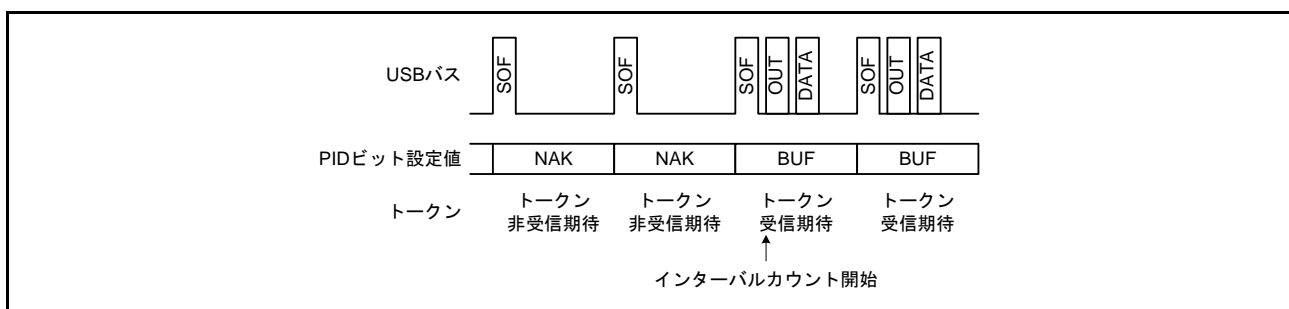 USBバス SOF SOF SOF OUT DATA SOF OUT DATA
PIDビット設定値 NAK NAK BUF BUF
トークン トークン 非受信期待 トークン 非受信期待 トークン 受信期待 トークン 受信期待
インターバルカウント開始